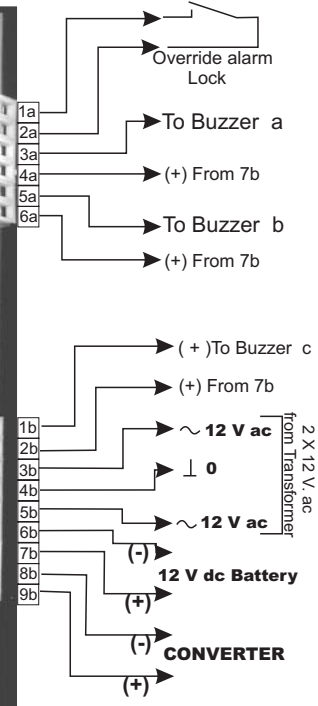 Override alarm
Lock
1a
2a
To Buzzer a
3a
4a
(+) From 7b
5a
To Buzzer b
6a
(+) From 7b
( + )To Buzzer c
(+) From 7b
1b
∼ 12 V ac
2b
3b
⊥ 0
4b
5b
∼ 12 V ac
2 X 12 V. ac
from Transformer
6b
(-)
7b
12 V dc Battery
8b
(+)
9b
(-)
CONVERTER
(+)